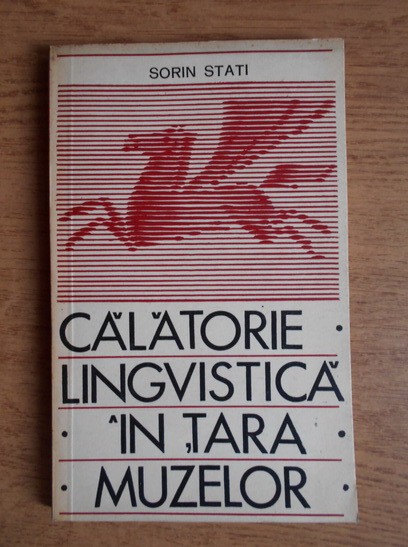 SORIN STATI
CĂLĂTORIE ·
LINGVISTICĂ
· ÎN ȚARA ·
· MUZELOR ·